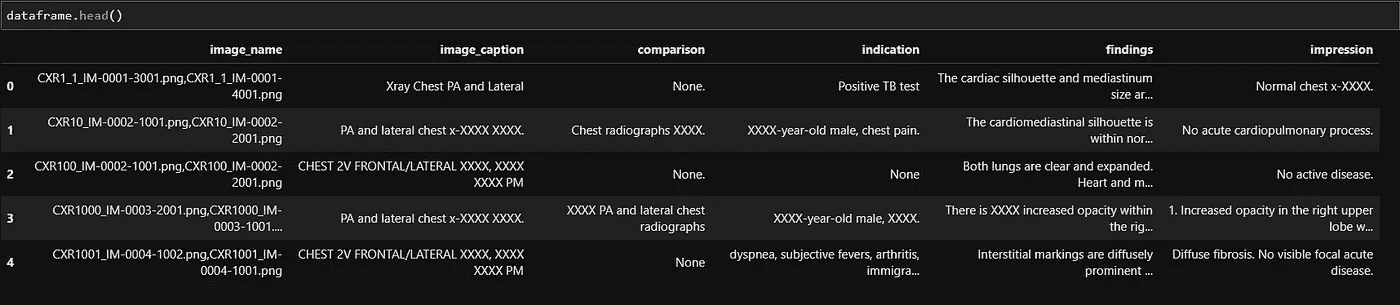 dataframe.head()
image_name image_caption comparison indication findings impression
0 CXR1_1_IM-0001-3001.png,CXR1_1_IM-0001-4001.png Xray Chest PA and Lateral None. Positive TB test The cardiac silhouette and mediastinum size ar... Normal chest x-XXXX.
1 CXR10_IM-0002-1001.png,CXR10_IM-0002-2001.png PA and lateral chest x-XXXX XXXX. Chest radiographs XXXX. XXXX-year-old male, chest pain. The cardiomediastinal silhouette is within nor... No acute cardiopulmonary process.
2 CXR100_IM-0002-1001.png,CXR100_IM-0002-2001.png CHEST 2V FRONTAL/LATERAL XXXX, XXXX XXXX PM None. None Both lungs are clear and expanded. Heart and m... No active disease.
3 CXR1000_IM-0003-2001.png,CXR1000_IM-0003-1001.... PA and lateral chest x-XXXX XXXX. XXXX PA and lateral chest radiographs XXXX-year-old male, XXXX. There is XXXX increased opacity within the rig... 1. Increased opacity in the right upper lobe w...
4 CXR1001_IM-0004-1002.png,CXR1001_IM-0004-1001.png CHEST 2V FRONTAL/LATERAL XXXX, XXXX XXXX PM None dyspnea, subjective fevers, arthritis, immigra... Interstitial markings are diffusely prominent ... Diffuse fibrosis. No visible focal acute disease.